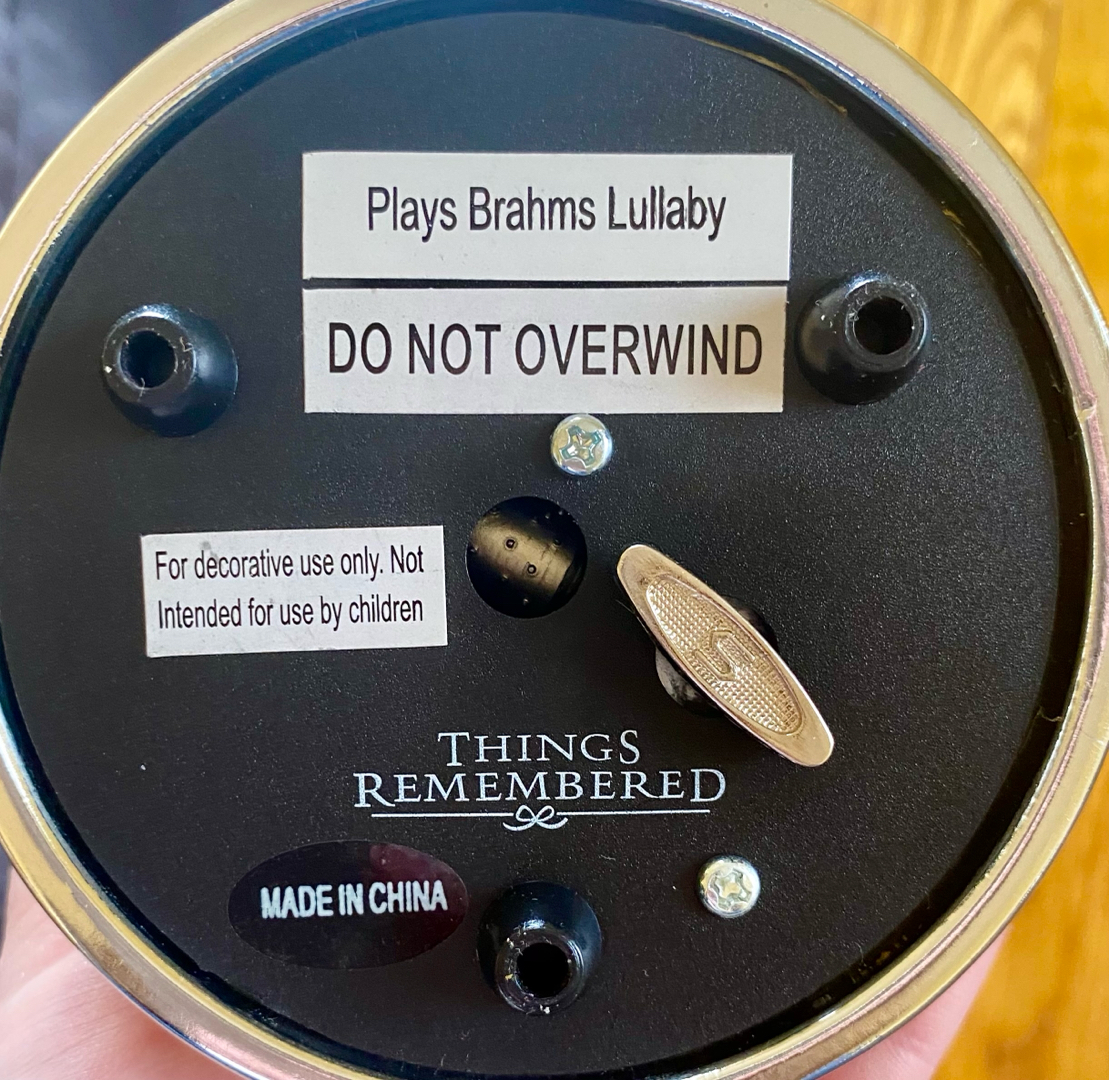 Plays Brahms Lullaby
DO NOT OVERWIND
For decorative use only. Not
Intended for use by children
S
THINGS
REMEMBERED
MADE IN CHINA